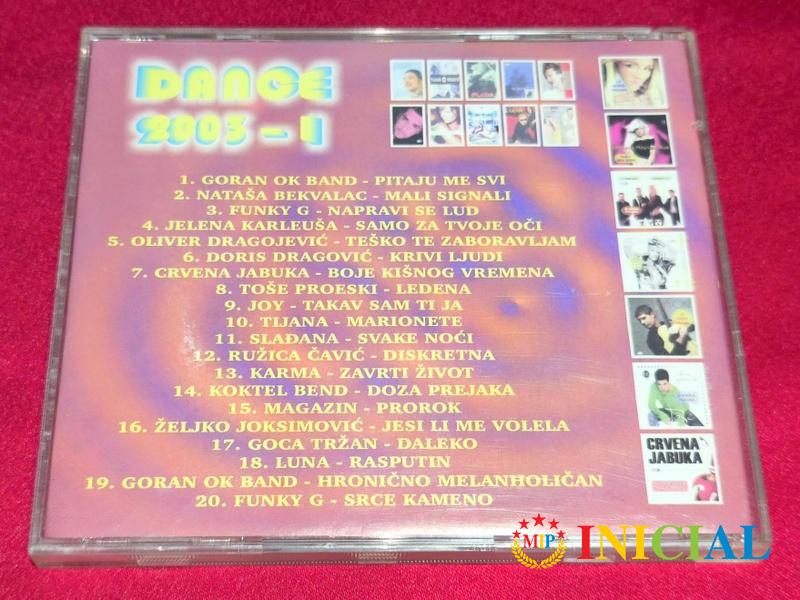 DANCE
2003 - 1
1. GORAN OK BAND - PITAJU ME SVI
2. NATAŠA BEKVALAC - MALI SIGNALI
3. FUNKY G - NAPRAVI SE LUD
4. JELENA KARLEUŠA - SAMO ZA TVOJE OČI
5. OLIVER DRAGOJEVIĆ - TEŠKO TE ZABORAVLJAM
6. DORIS DRAGOVIĆ - KRIVI LJUDI
7. CRVENA JABUKA - BOJE KIŠNOG VREMENA
8. TOŠE PROESKI - LEDENA
9. JOY - TAKAV SAM TI JA
10. TIJANA - MARIONETE
11. SLAĐANA - SVAKE NOĆI
12. RUŽICA ČAVIĆ - DISKRETNA
13. KARMA - ZAVRTI ŽIVOT
14. KOKTEL BEND - DOZA PREJAKA
15. MAGAZIN - PROROK
16. ŽELJKO JOKSIMOVIĆ - JESI LI ME VOLELA
17. GOCA TRŽAN - DALEKO
18. LUNA - RASPUTIN
19. GORAN OK BAND - HRONIČNO MELANHOLIČAN
20. FUNKY G - SRCE KAMENO
CRVENA
JABUKA
MIP INICIAL